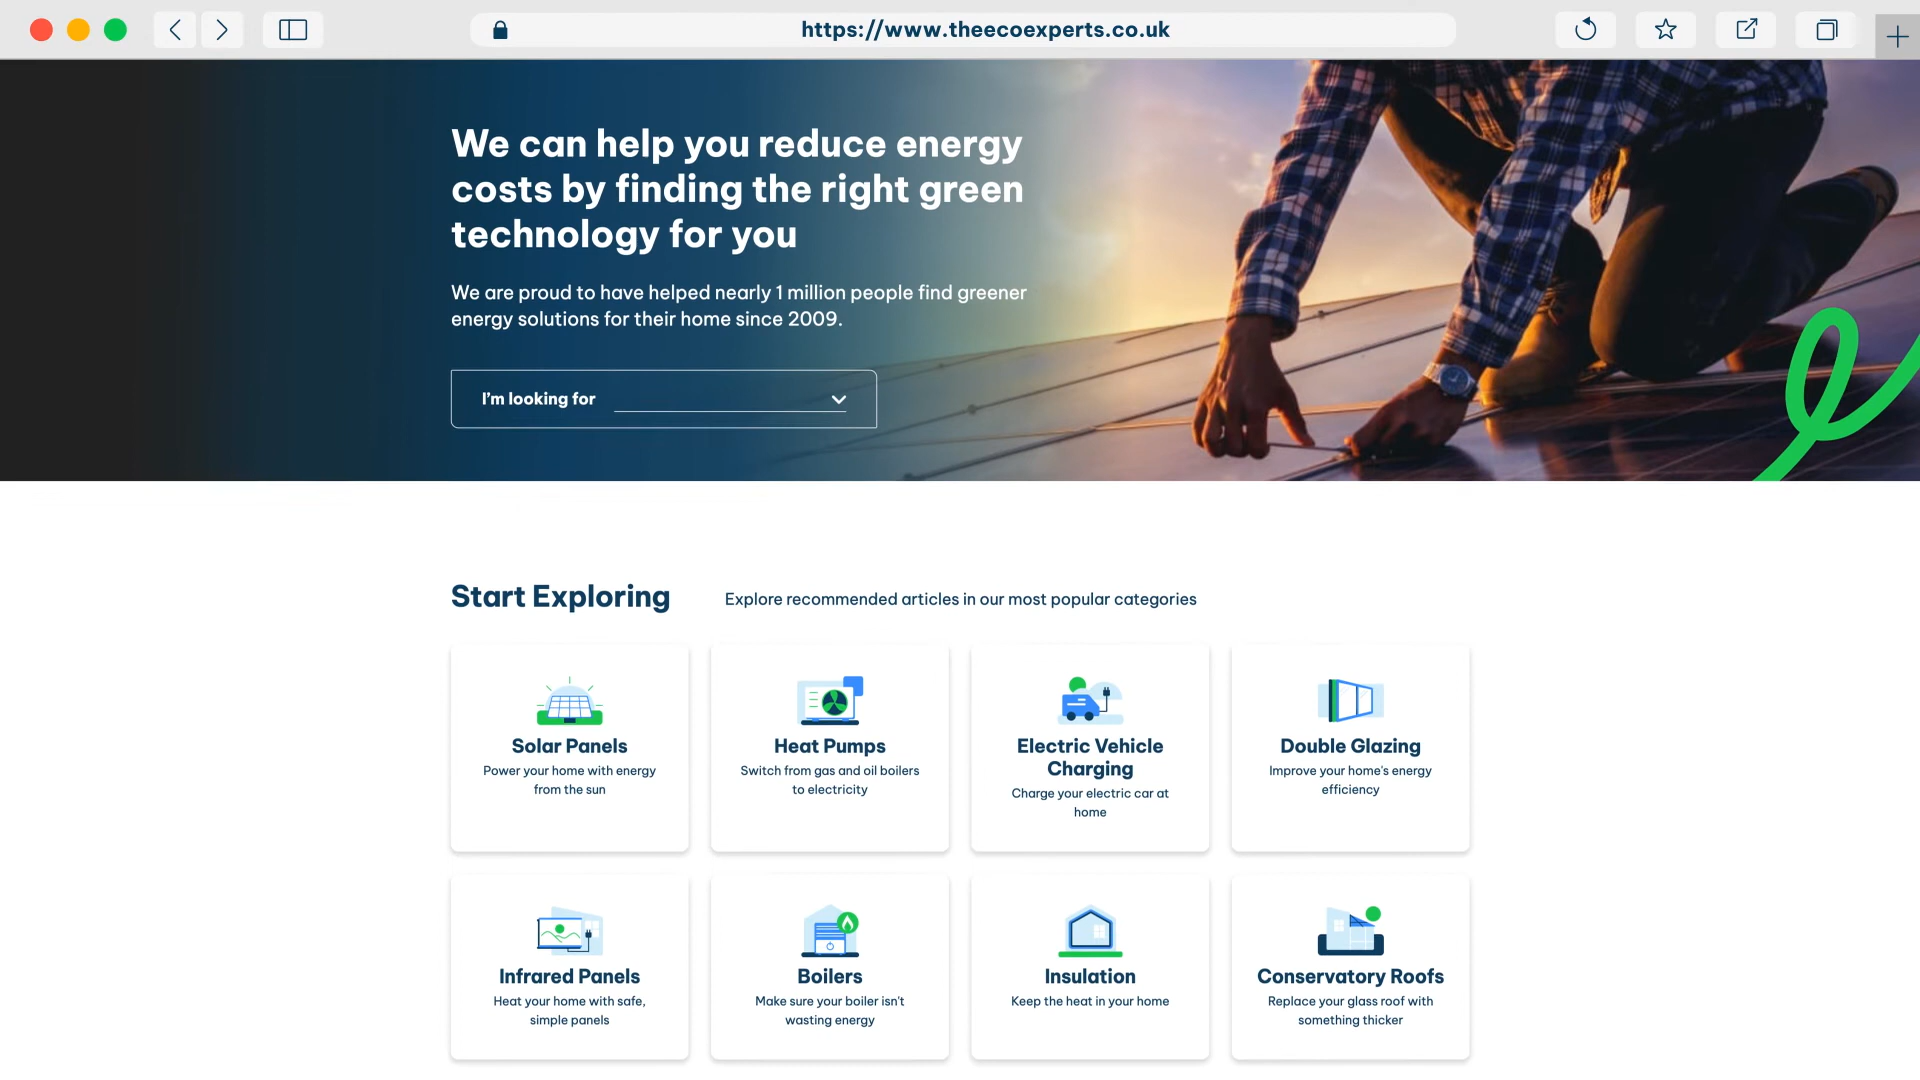 https://www.theecoexperts.co.uk
We can help you reduce energy
costs by finding the right green
technology for you
We are proud to have helped nearly 1 million people find greener
energy solutions for their home since 2009.
I'm looking for
Start Exploring
Explore recommended articles in our most popular categories
Solar Panels
Power your home with energy
from the sun
Heat Pumps
Switch from gas and oil boilers
to electricity
Electric Vehicle
Charging
Charge your electric car at
home
Double Glazing
Improve your home's energy
efficiency
Infrared Panels
Heat your home with safe,
simple panels
Boilers
Make sure your boiler isn't
wasting energy
Insulation
Keep the heat in your home
Conservatory Roofs
Replace your glass roof with
something thicker